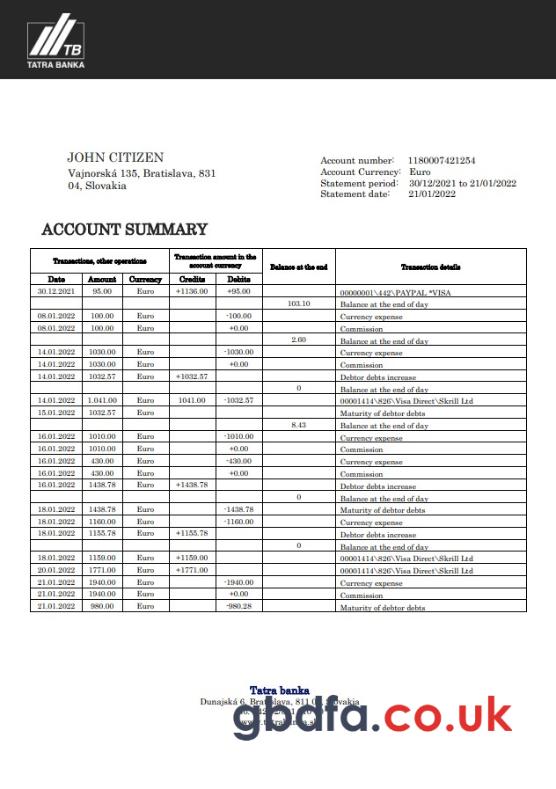 TB
TATRA BANKA
JOHN CITIZEN
Vajnorská 135, Bratislava, 831
04, Slovakia
Account number: 1180007421254
Account Currency: Euro
Statement period: 30/12/2021 to 21/01/2022
Statement date: 21/01/2022
ACCOUNT SUMMARY
Transactions, other operations Transaction amount in the account currency Balance at the end Transaction details
Date Amount Currency Credits Debits
30.12.2021 95.00 Euro +1136.00 +95.00 00000001\442\PAYPAL *VISA
103.10 Balance at the end of day
08.01.2022 100.00 Euro -100.00 Currency expense
08.01.2022 100.00 Euro +0.00 Commission
2.60 Balance at the end of day
14.01.2022 1030.00 Euro -1030.00 Currency expense
14.01.2022 1030.00 Euro +0.00 Commission
14.01.2022 1032.57 Euro +1032.57 Debtor debts increase
0 Balance at the end of day
14.01.2022 1.041.00 Euro 1041.00 -1032.57 00001414\826\Visa Direct\Skrill Ltd
15.01.2022 1032.57 Euro Maturity of debtor debts
8.43 Balance at the end of day
16.01.2022 1010.00 Euro -1010.00 Currency expense
16.01.2022 1010.00 Euro +0.00 Commission
16.01.2022 430.00 Euro -430.00 Currency expense
16.01.2022 430.00 Euro +0.00 Commission
16.01.2022 1438.78 Euro +1438.78 Debtor debts increase
0 Balance at the end of day
18.01.2022 1438.78 Euro -1438.78 Maturity of debtor debts
18.01.2022 1160.00 Euro -1160.00 Currency expense
18.01.2022 1155.78 Euro +1155.78 Debtor debts increase
0 Balance at the end of day
18.01.2022 1159.00 Euro +1159.00 00001414\826\Visa Direct\Skrill Ltd
20.01.2022 1771.00 Euro +1771.00 00001414\826\Visa Direct\Skrill Ltd
21.01.2022 1940.00 Euro -1940.00 Currency expense
21.01.2022 1940.00 Euro +0.00 Commission
21.01.2022 980.00 Euro -980.28 Maturity of debtor debts
Tatra banka
Dunajská 6, Bratislava, 811 Slovakia
gbdfa.co.uk